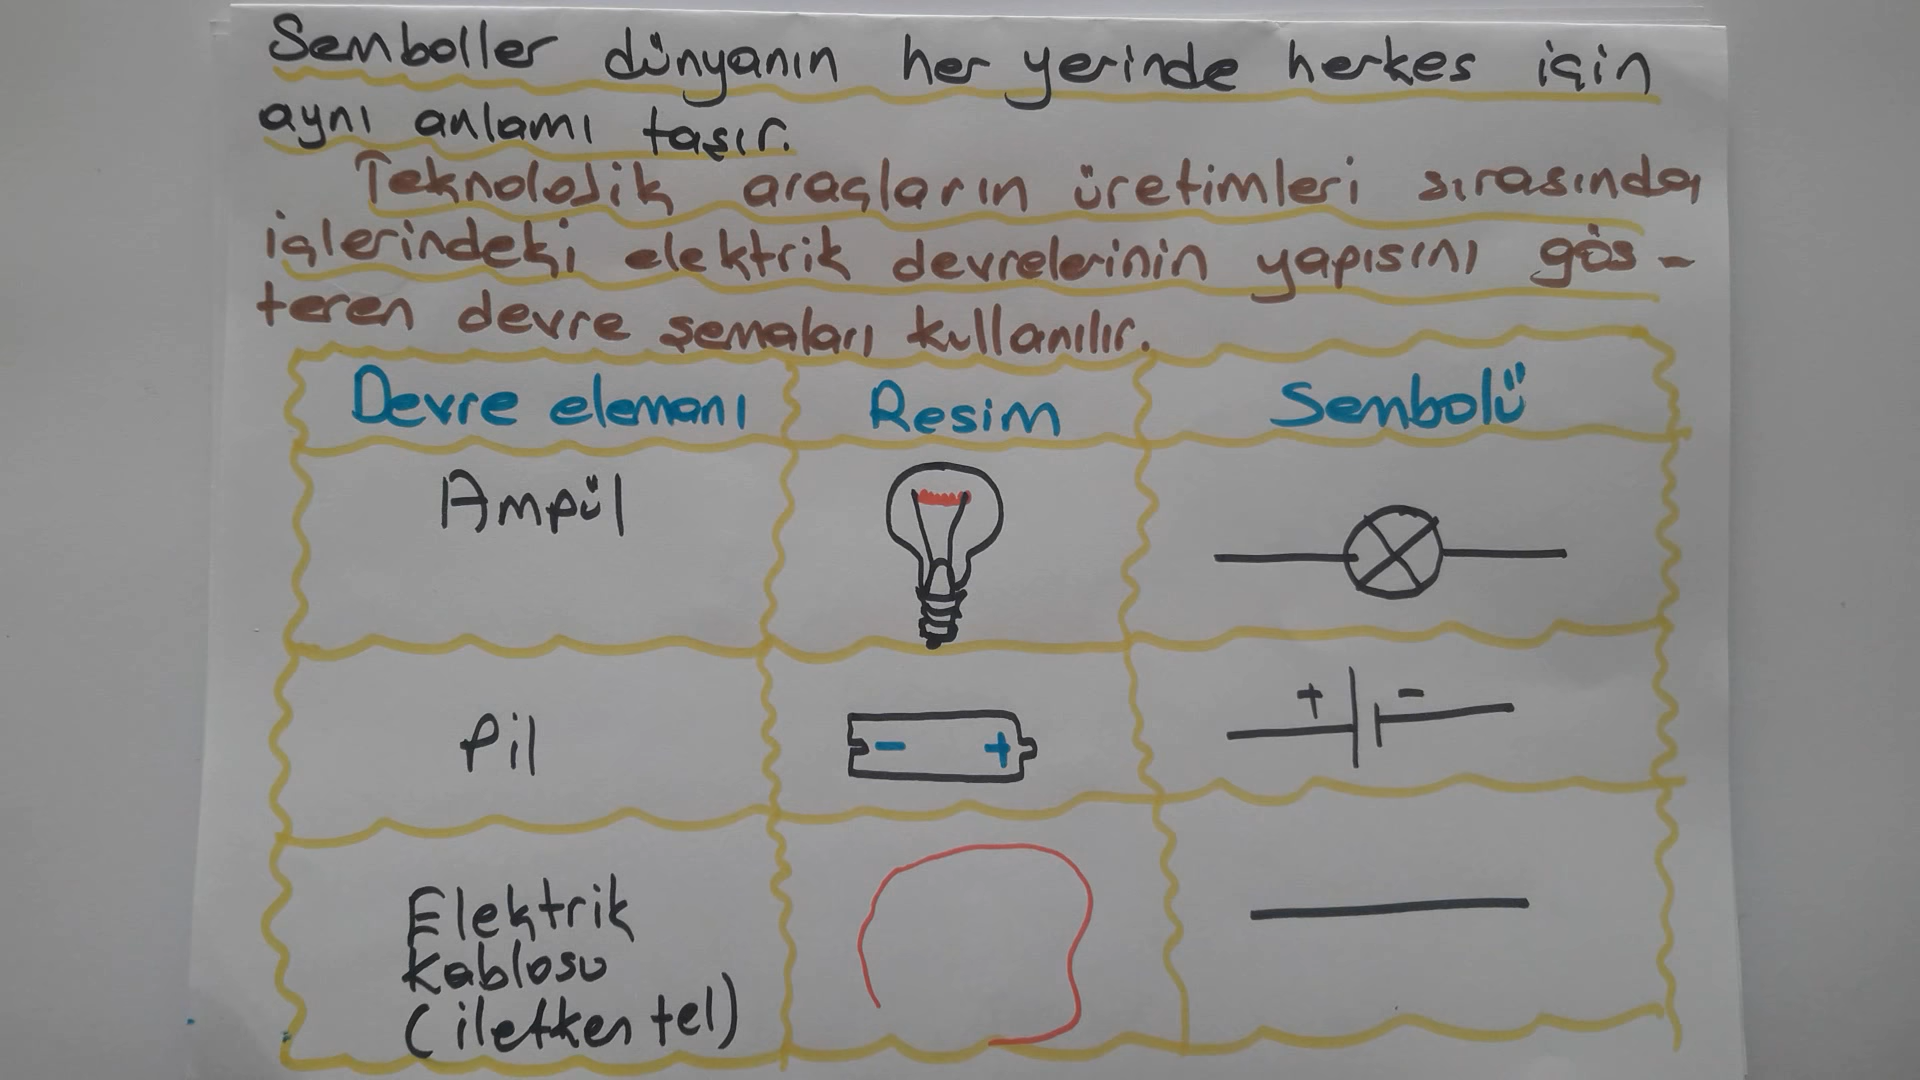 Semboller dünyanın her yerinde herkes için
aynı anlamı taşır.
Teknolojik araçların üretimleri sırasında
içlerindeki elektrik devrelerinin yapısını gös-
teren devre şemaları kullanılır.
Devre elemanı Resim Sembolü
Ampül
Pil
- +
+ -
Elektrik
kablosu
(iletken tel)